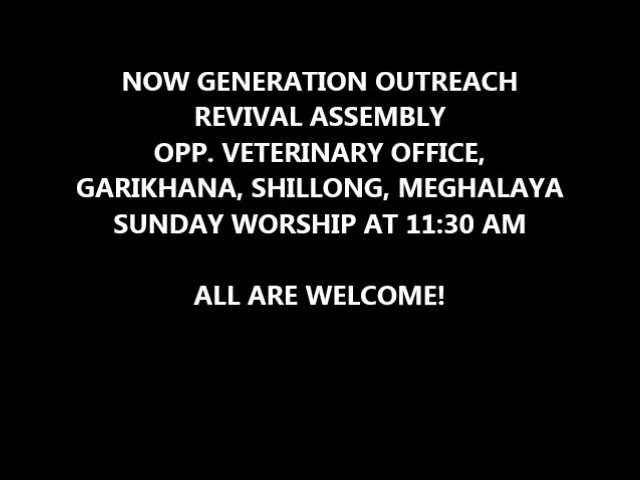 NOW GENERATION OUTREACH
REVIVAL ASSEMBLY
OPP. VETERINARY OFFICE,
GARIKHANA, SHILLONG, MEGHALAYA
SUNDAY WORSHIP AT 11:30 AM
ALL ARE WELCOME!